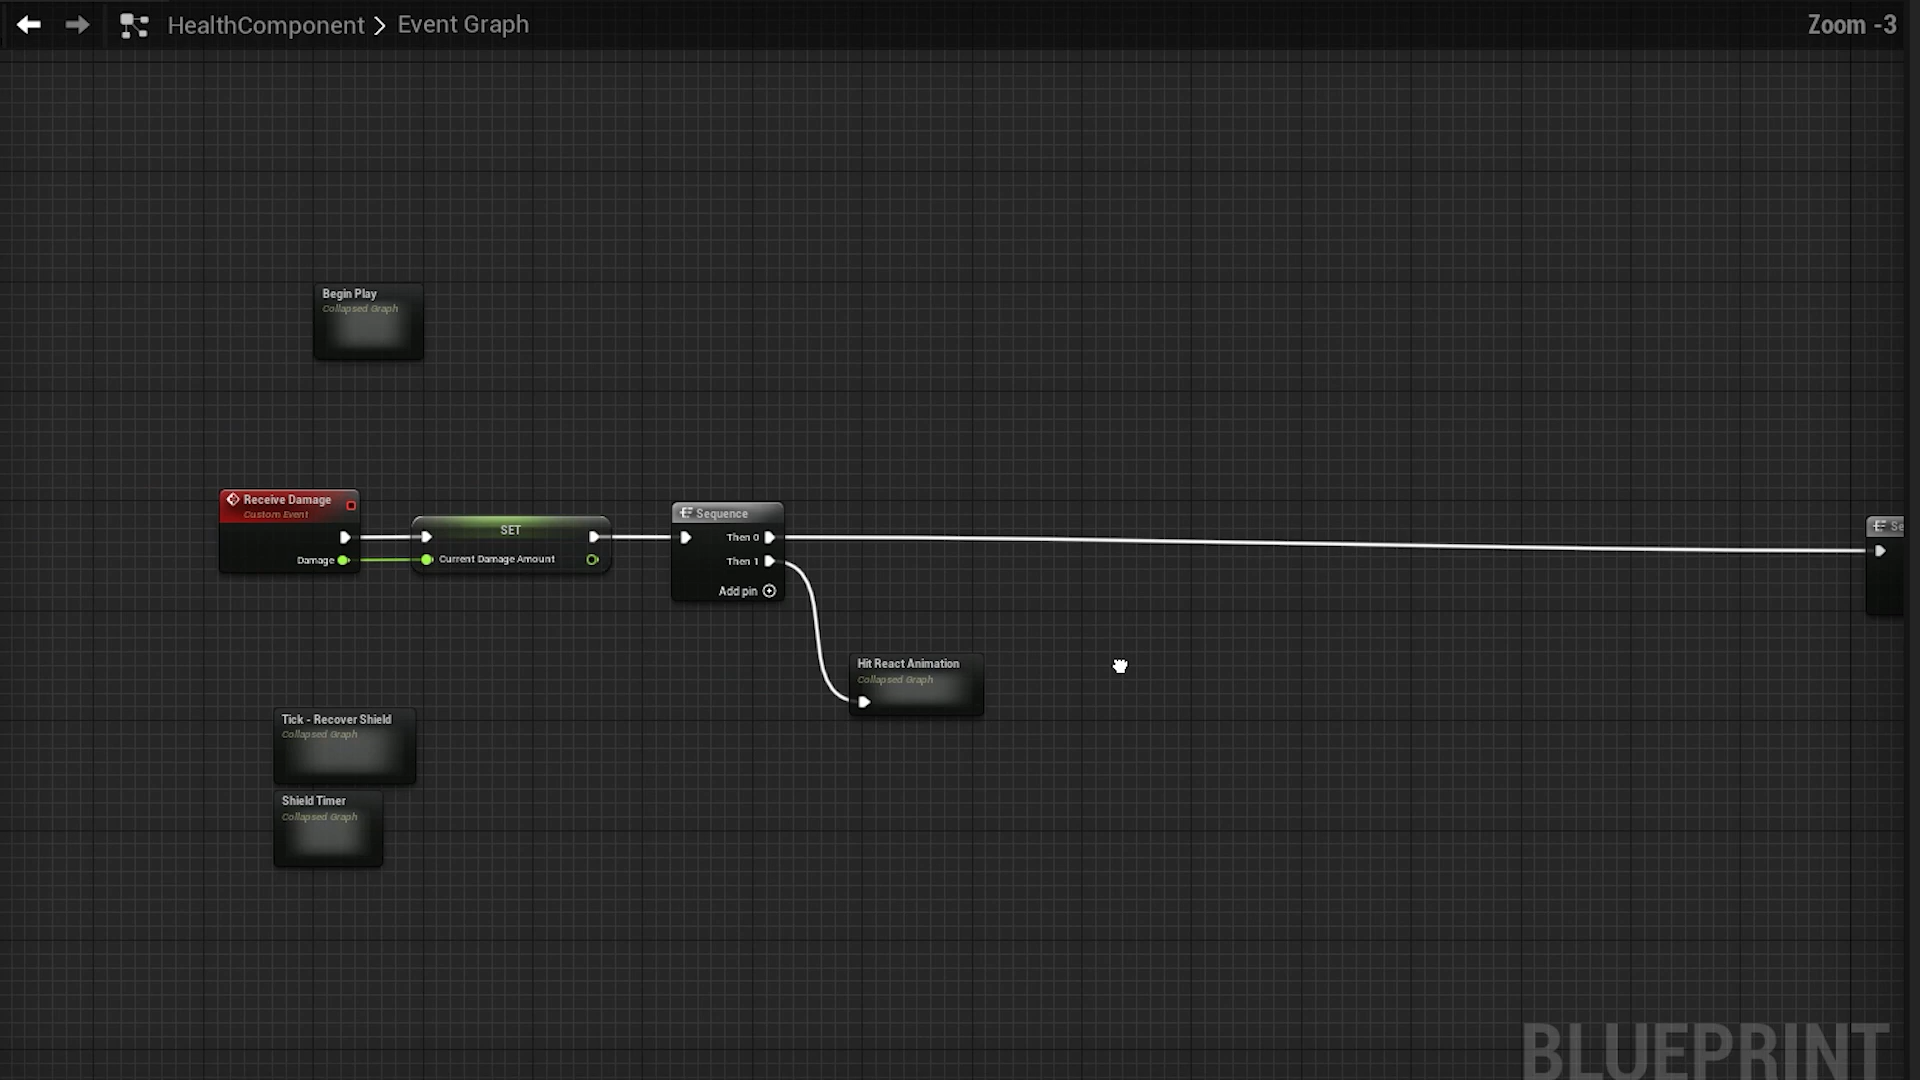 HealthComponent > Event Graph
Zoom -3
Begin Play
Collapsed Graph
Receive Damage
Custom Event
Damage
SET
Current Damage Amount
Sequence
Then 0
Then 1
Add pin
Se
Hit React Animation
Collapsed Graph
Tick - Recover Shield
Collapsed Graph
Shield Timer
Collapsed Graph
BLUEPRINT